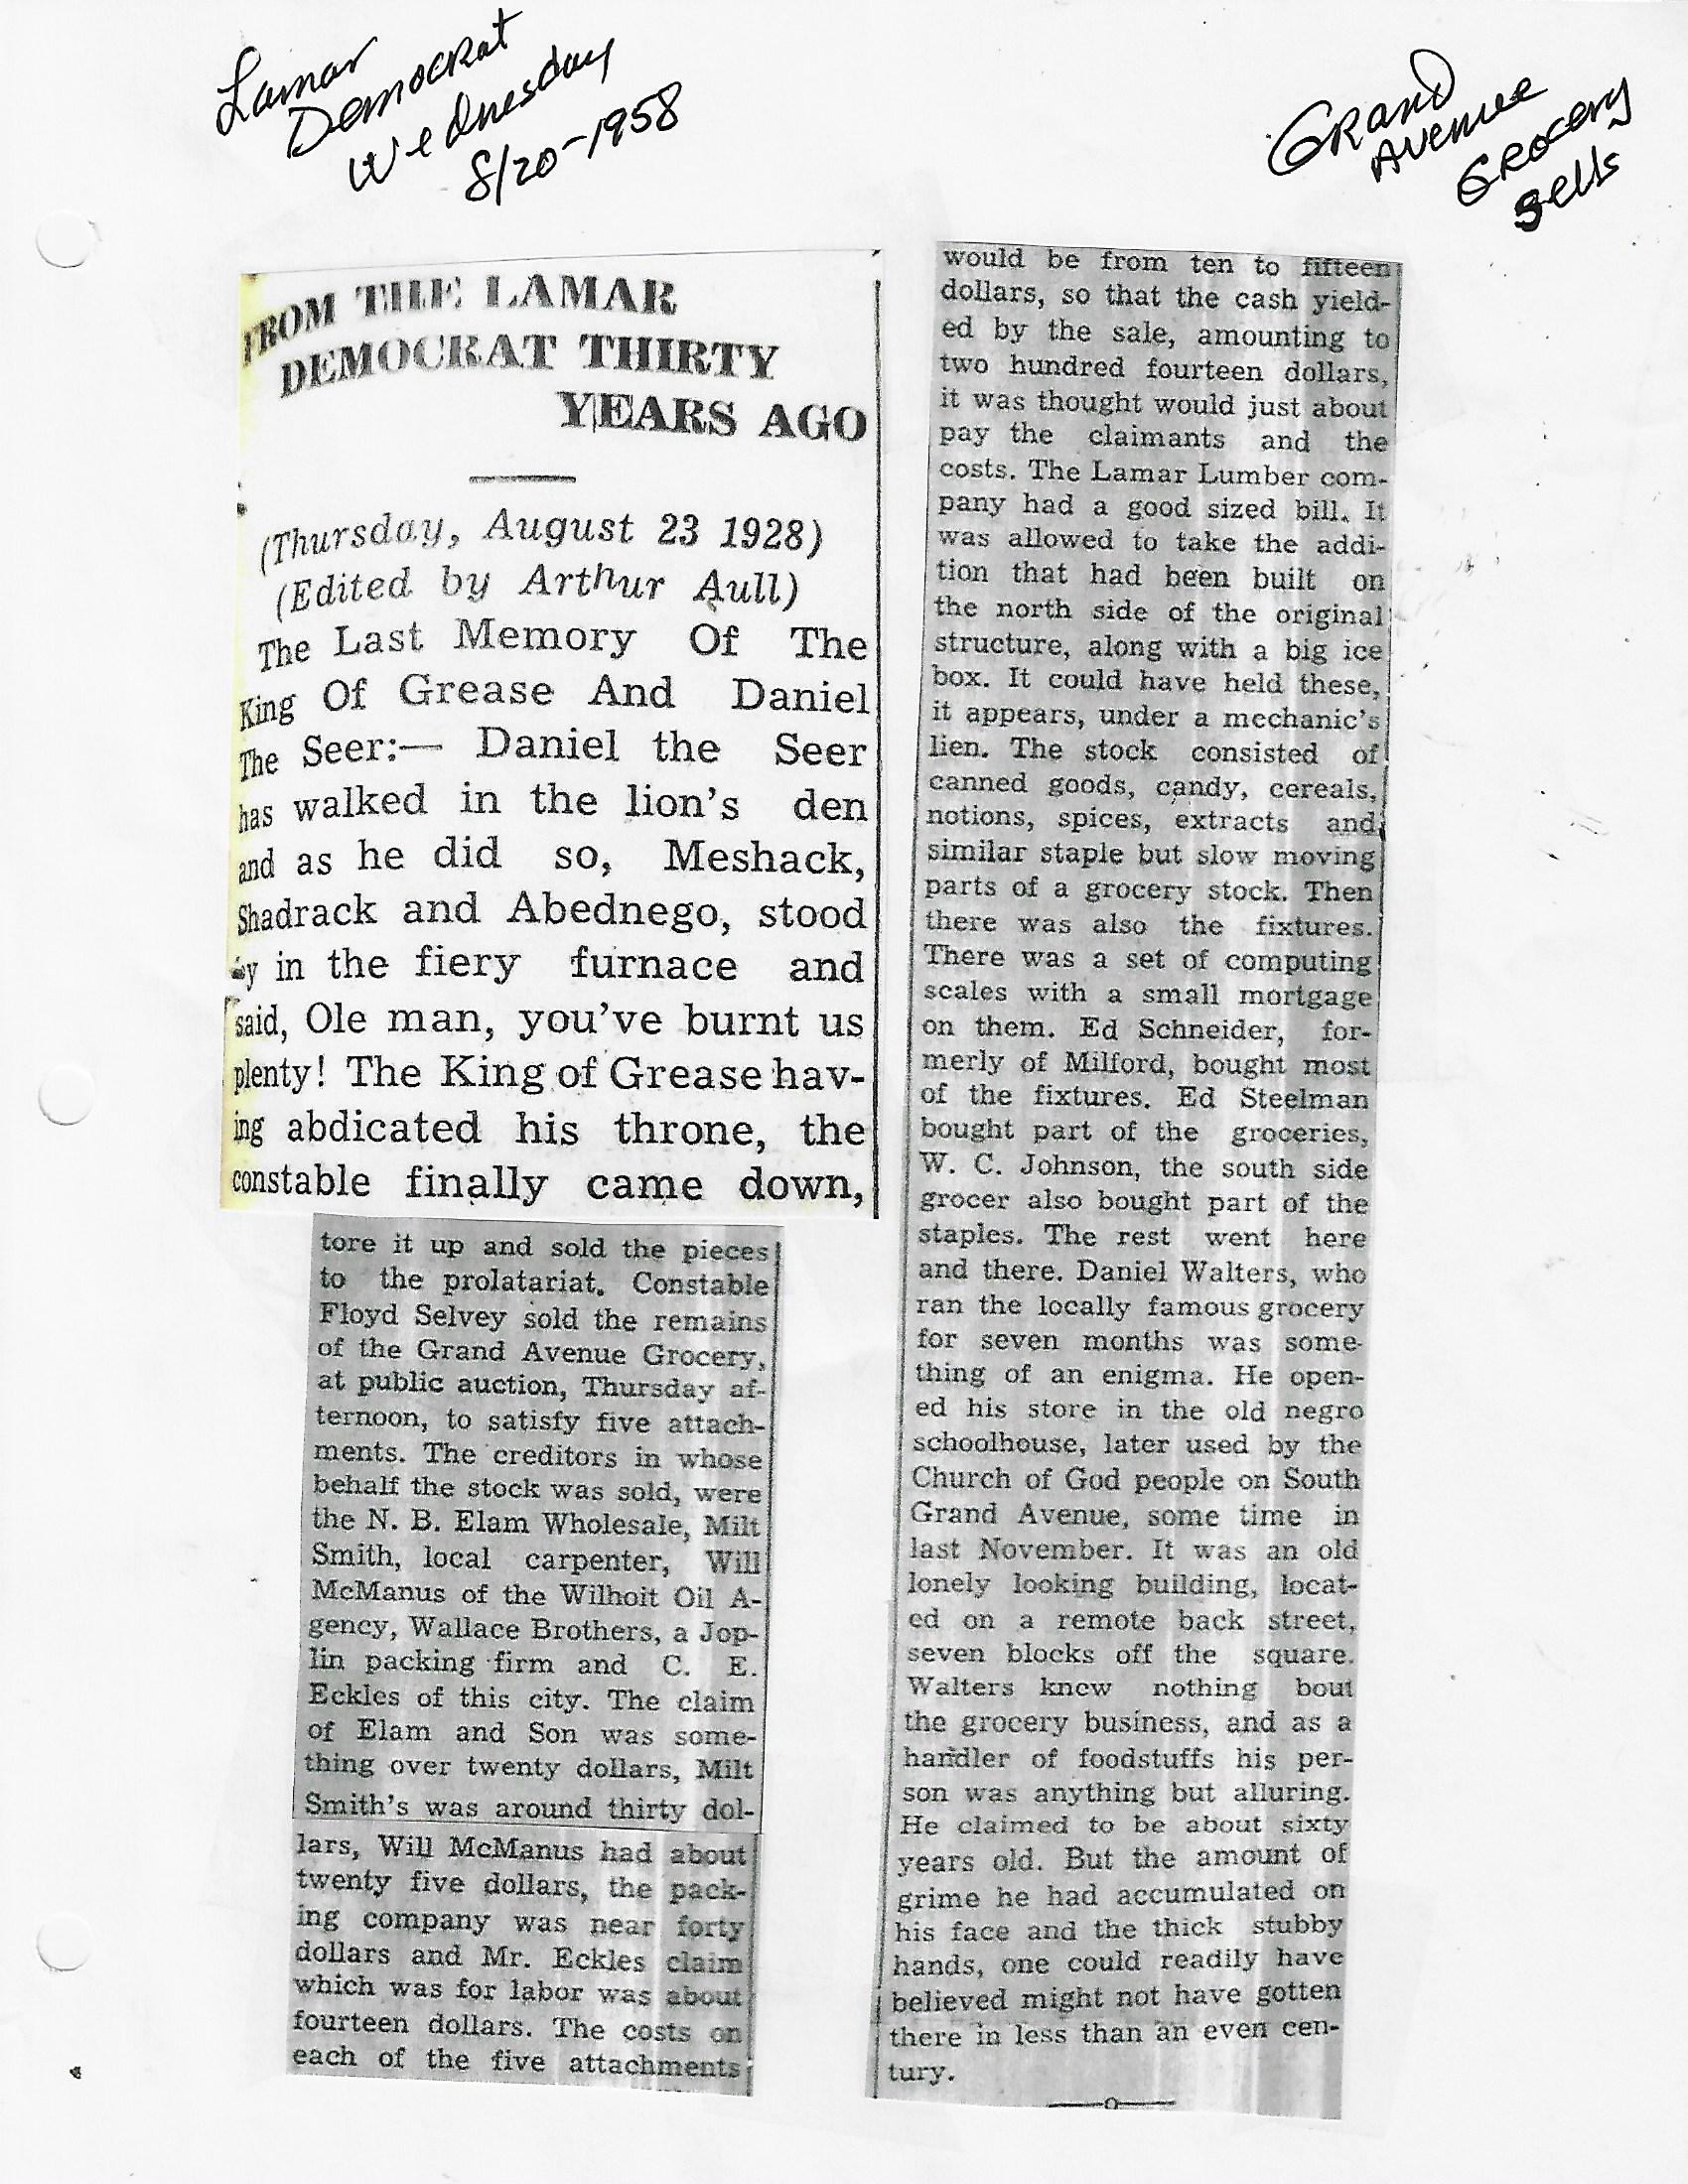 Lamar
Democrat
Wednesday
8/20-1958
Grand
Avenue
Grocery
Sells
FROM THE LAMAR
DEMOCRAT THIRTY
YEARS AGO
(Thursday, August 23 1928)
(Edited by Arthur Aull)
The Last Memory Of The
King Of Grease And Daniel
The Seer:— Daniel the Seer
has walked in the lion's den
and as he did so, Meshack,
Shadrack and Abednego, stood
by in the fiery furnace and
said, Ole man, you've burnt us
plenty! The King of Grease hav-
ing abdicated his throne, the
constable finally came down,
tore it up and sold the pieces
to the prolatariat. Constable
Floyd Selvey sold the remains
of the Grand Avenue Grocery,
at public auction, Thursday af-
ternoon, to satisfy five attach-
ments. The creditors in whose
behalf the stock was sold, were
the N. B. Elam Wholesale, Milt
Smith, local carpenter, Will
McManus of the Wilhoit Oil A-
gency, Wallace Brothers, a Jop-
lin packing firm and C. E.
Eckles of this city. The claim
of Elam and Son was some-
thing over twenty dollars, Milt
Smith's was around thirty dol-
lars, Will McManus had about
twenty five dollars, the pack-
ing company was near forty
dollars and Mr. Eckles claim
which was for labor was about
fourteen dollars. The costs on
each of the five attachments
would be from ten to fifteen
dollars, so that the cash yield-
ed by the sale, amounting to
two hundred fourteen dollars,
it was thought would just about
pay the claimants and the
costs. The Lamar Lumber com-
pany had a good sized bill. It
was allowed to take the addi-
tion that had been built on
the north side of the original
structure, along with a big ice
box. It could have held these,
it appears, under a mechanic's
lien. The stock consisted of
canned goods, candy, cereals,
notions, spices, extracts and
similar staple but slow moving
parts of a grocery stock. Then
there was also the fixtures.
There was a set of computing
scales with a small mortgage
on them. Ed Schneider, for-
merly of Milford, bought most
of the fixtures. Ed Steelman
bought part of the groceries,
W. C. Johnson, the south side
grocer also bought part of the
staples. The rest went here
and there. Daniel Walters, who
ran the locally famous grocery
for seven months was some-
thing of an enigma. He open-
ed his store in the old negro
schoolhouse, later used by the
Church of God people on South
Grand Avenue, some time in
last November. It was an old
lonely looking building, locat-
ed on a remote back street,
seven blocks off the square.
Walters knew nothing bout
the grocery business, and as a
handler of foodstuffs his per-
son was anything but alluring.
He claimed to be about sixty
years old. But the amount of
grime he had accumulated on
his face and the thick stubby
hands, one could readily have
believed might not have gotten
there in less than an even cen-
tury.